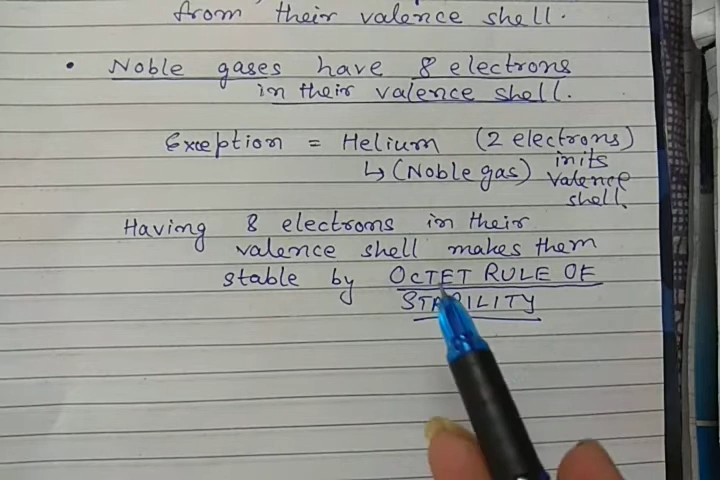 from their valence shell.
• Noble gases have 8 electrons
in their valence shell.
Exception = Helium (2 electrons)
↳ (Noble gas) in its
valence
shell.
Having 8 electrons in their
valence shell makes them
stable by OCTET RULE OF
STABILITY